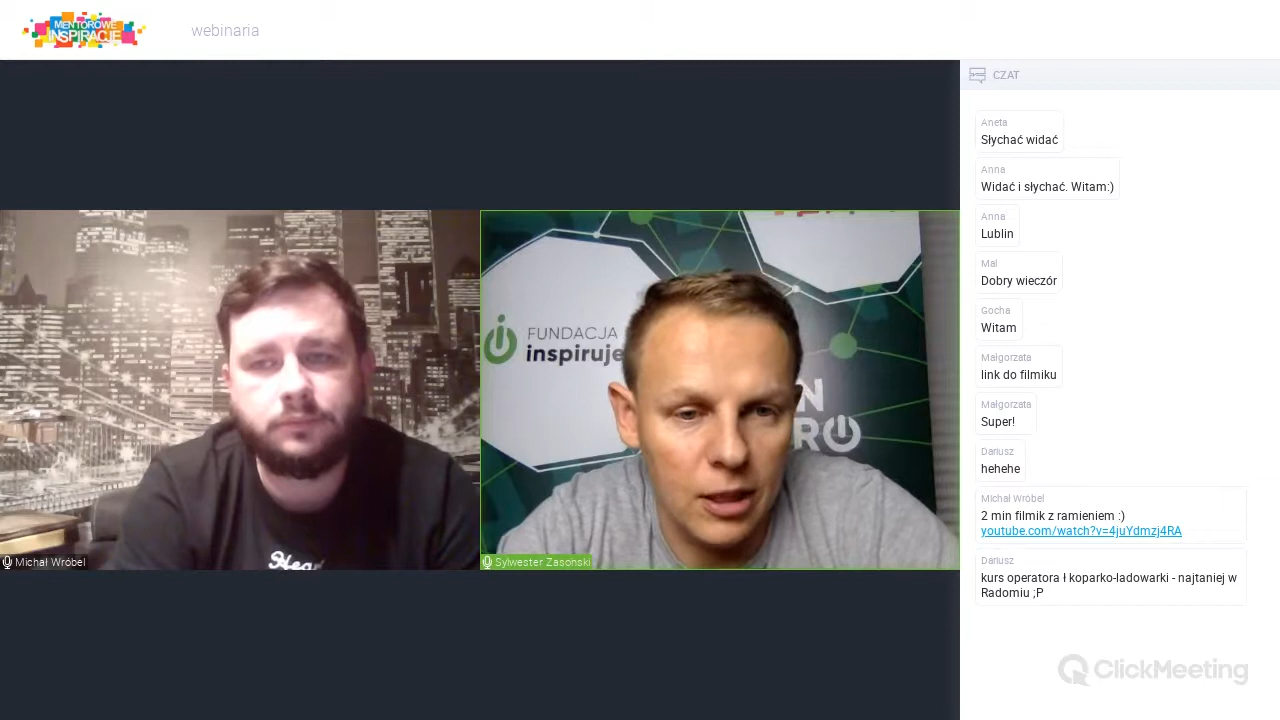 MENTOROWE
INSPIRACJE
webinaria
CZAT
Aneta
Słychać widać
Anna
Widać i słychać. Witam:)
Anna
Lublin
Mal
Dobry wieczór
Gocha
Witam
Małgorzata
link do filmiku
Małgorzata
Super!
Dariusz
hehehe
Michał Wróbel
2 min filmik z ramieniem :)
youtube.com/watch?v=4juYdmzj4RA
Dariusz
kurs operatora ł koparko-ladowarki - najtaniej w
Radomiu ;P
FUNDACJA
inspiruje
Michał Wróbel
Sylwester Zasoński
ClickMeeting